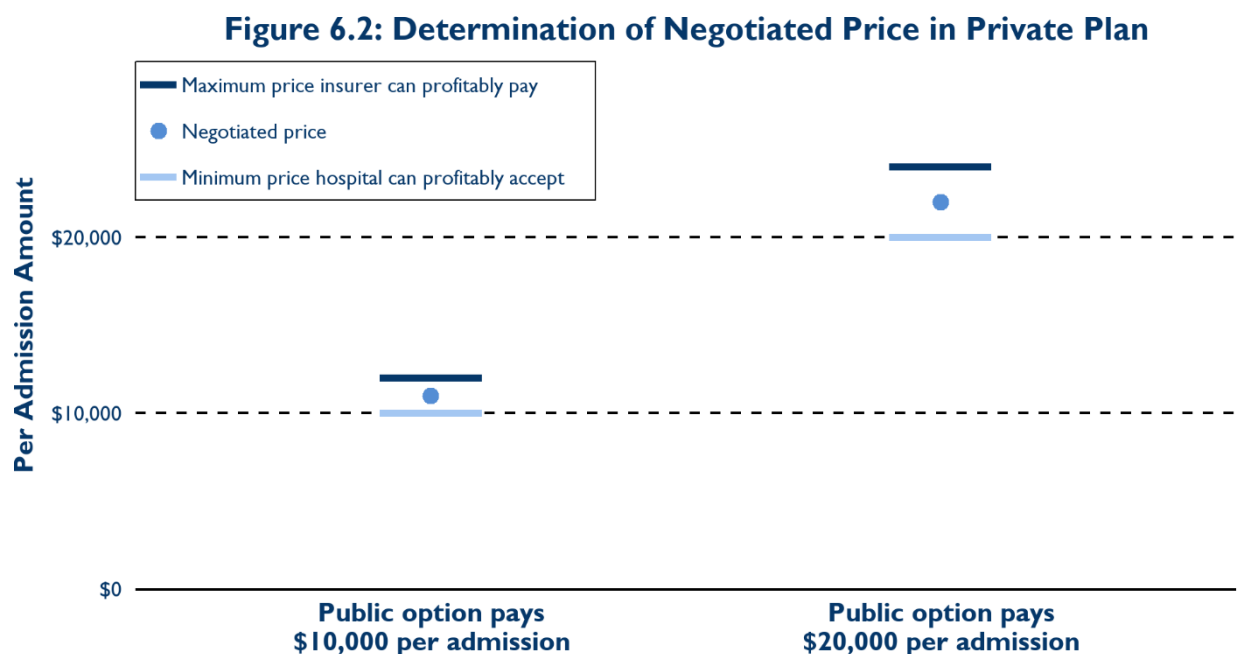 Figure 6.2: Determination of Negotiated Price in Private Plan
Maximum price insurer can profitably pay
Negotiated price
Minimum price hospital can profitably accept
Per Admission Amount
$20,000
$10,000
$0
Public option pays
$10,000 per admission
Public option pays
$20,000 per admission